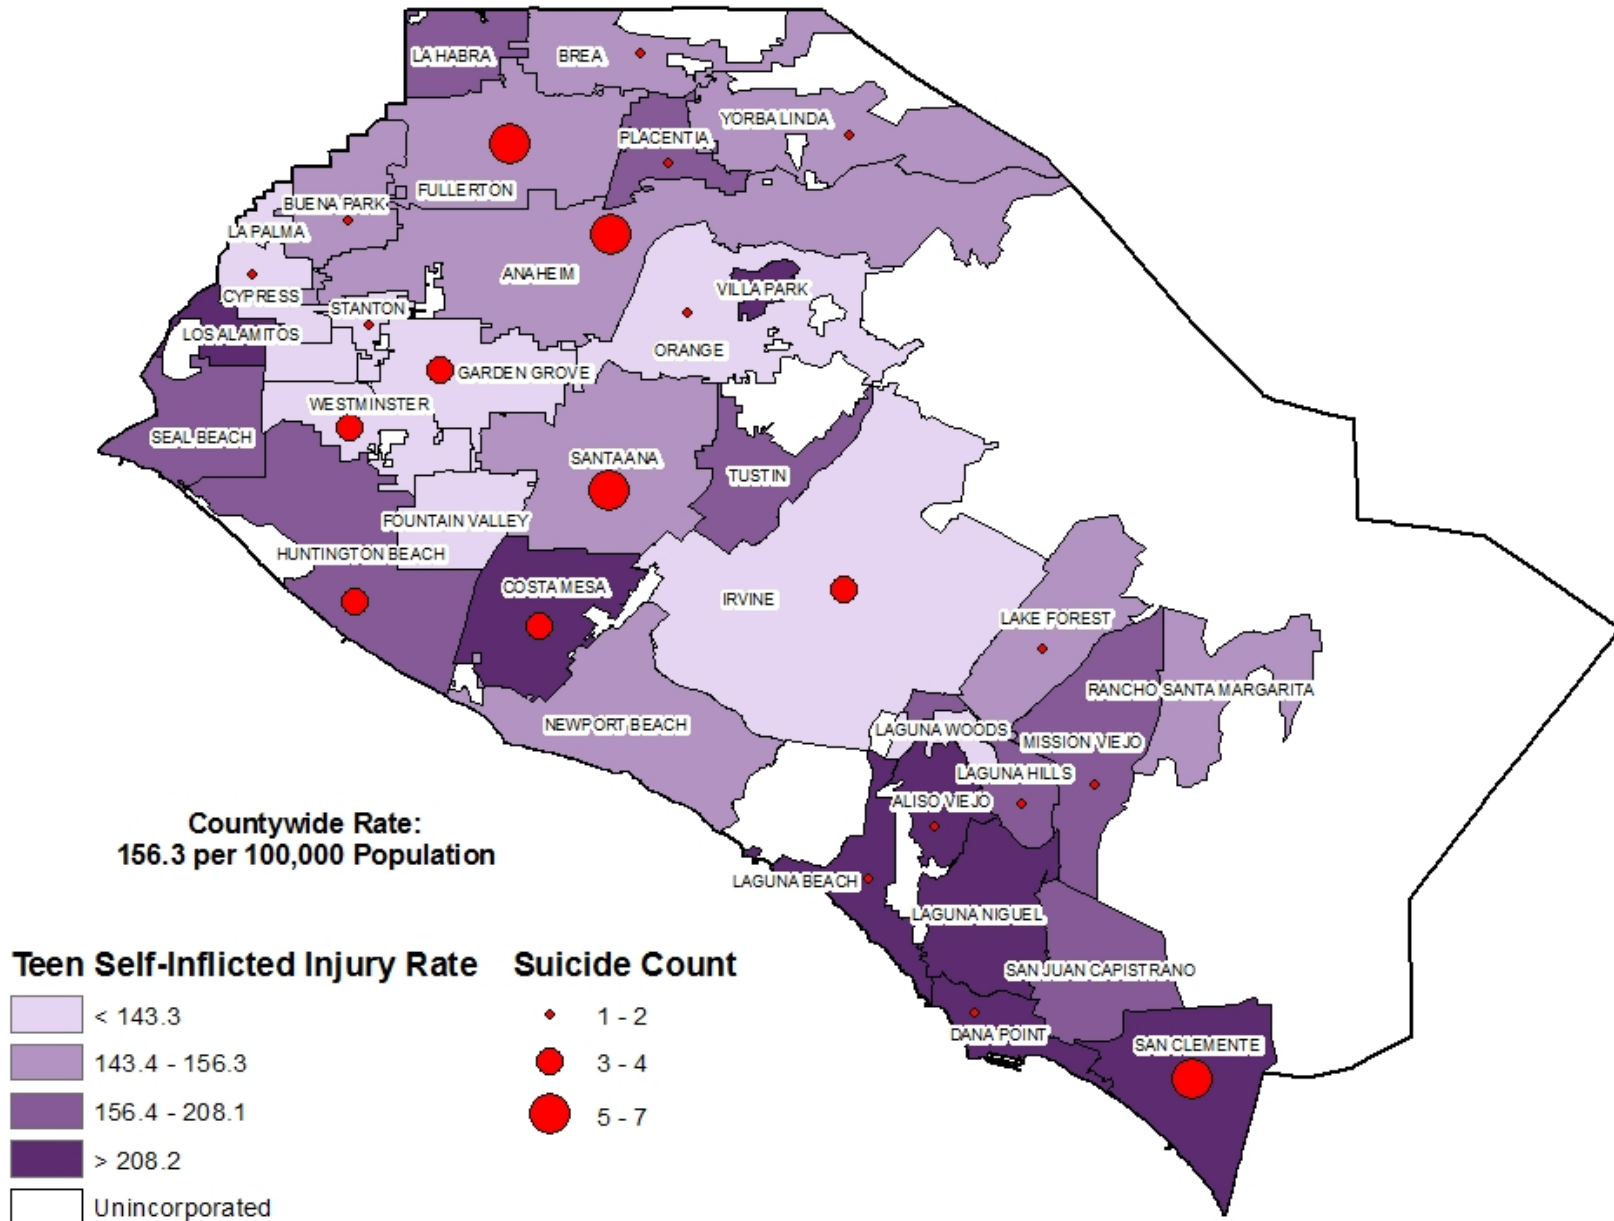 LA HABRA
BREA
YORBA LINDA
PLACENTIA
FULLERTON
BUENA PARK
LA PALMA
ANAHEIM
VILLA PARK
CYPRESS
STANTON
LOS ALAMITOS
ORANGE
GARDEN GROVE
WESTMINSTER
SEAL BEACH
SANTA ANA
TUSTIN
FOUNTAIN VALLEY
HUNTINGTON BEACH
COSTA MESA
IRVINE
LAKE FOREST
RANCHO SANTA MARGARITA
NEWPORT BEACH
LAGUNA WOODS
MISSION VIEJO
LAGUNA HILLS
ALISO VIEJO
Countywide Rate:
156.3 per 100,000 Population
LAGUNA BEACH
LAGUNA NIGUEL
SAN JUAN CAPISTRANO
DANA POINT
SAN CLEMENTE
Teen Self-Inflicted Injury Rate
< 143.3
143.4 - 156.3
156.4 - 208.1
> 208.2
Unincorporated
Suicide Count
1 - 2
3 - 4
5 - 7